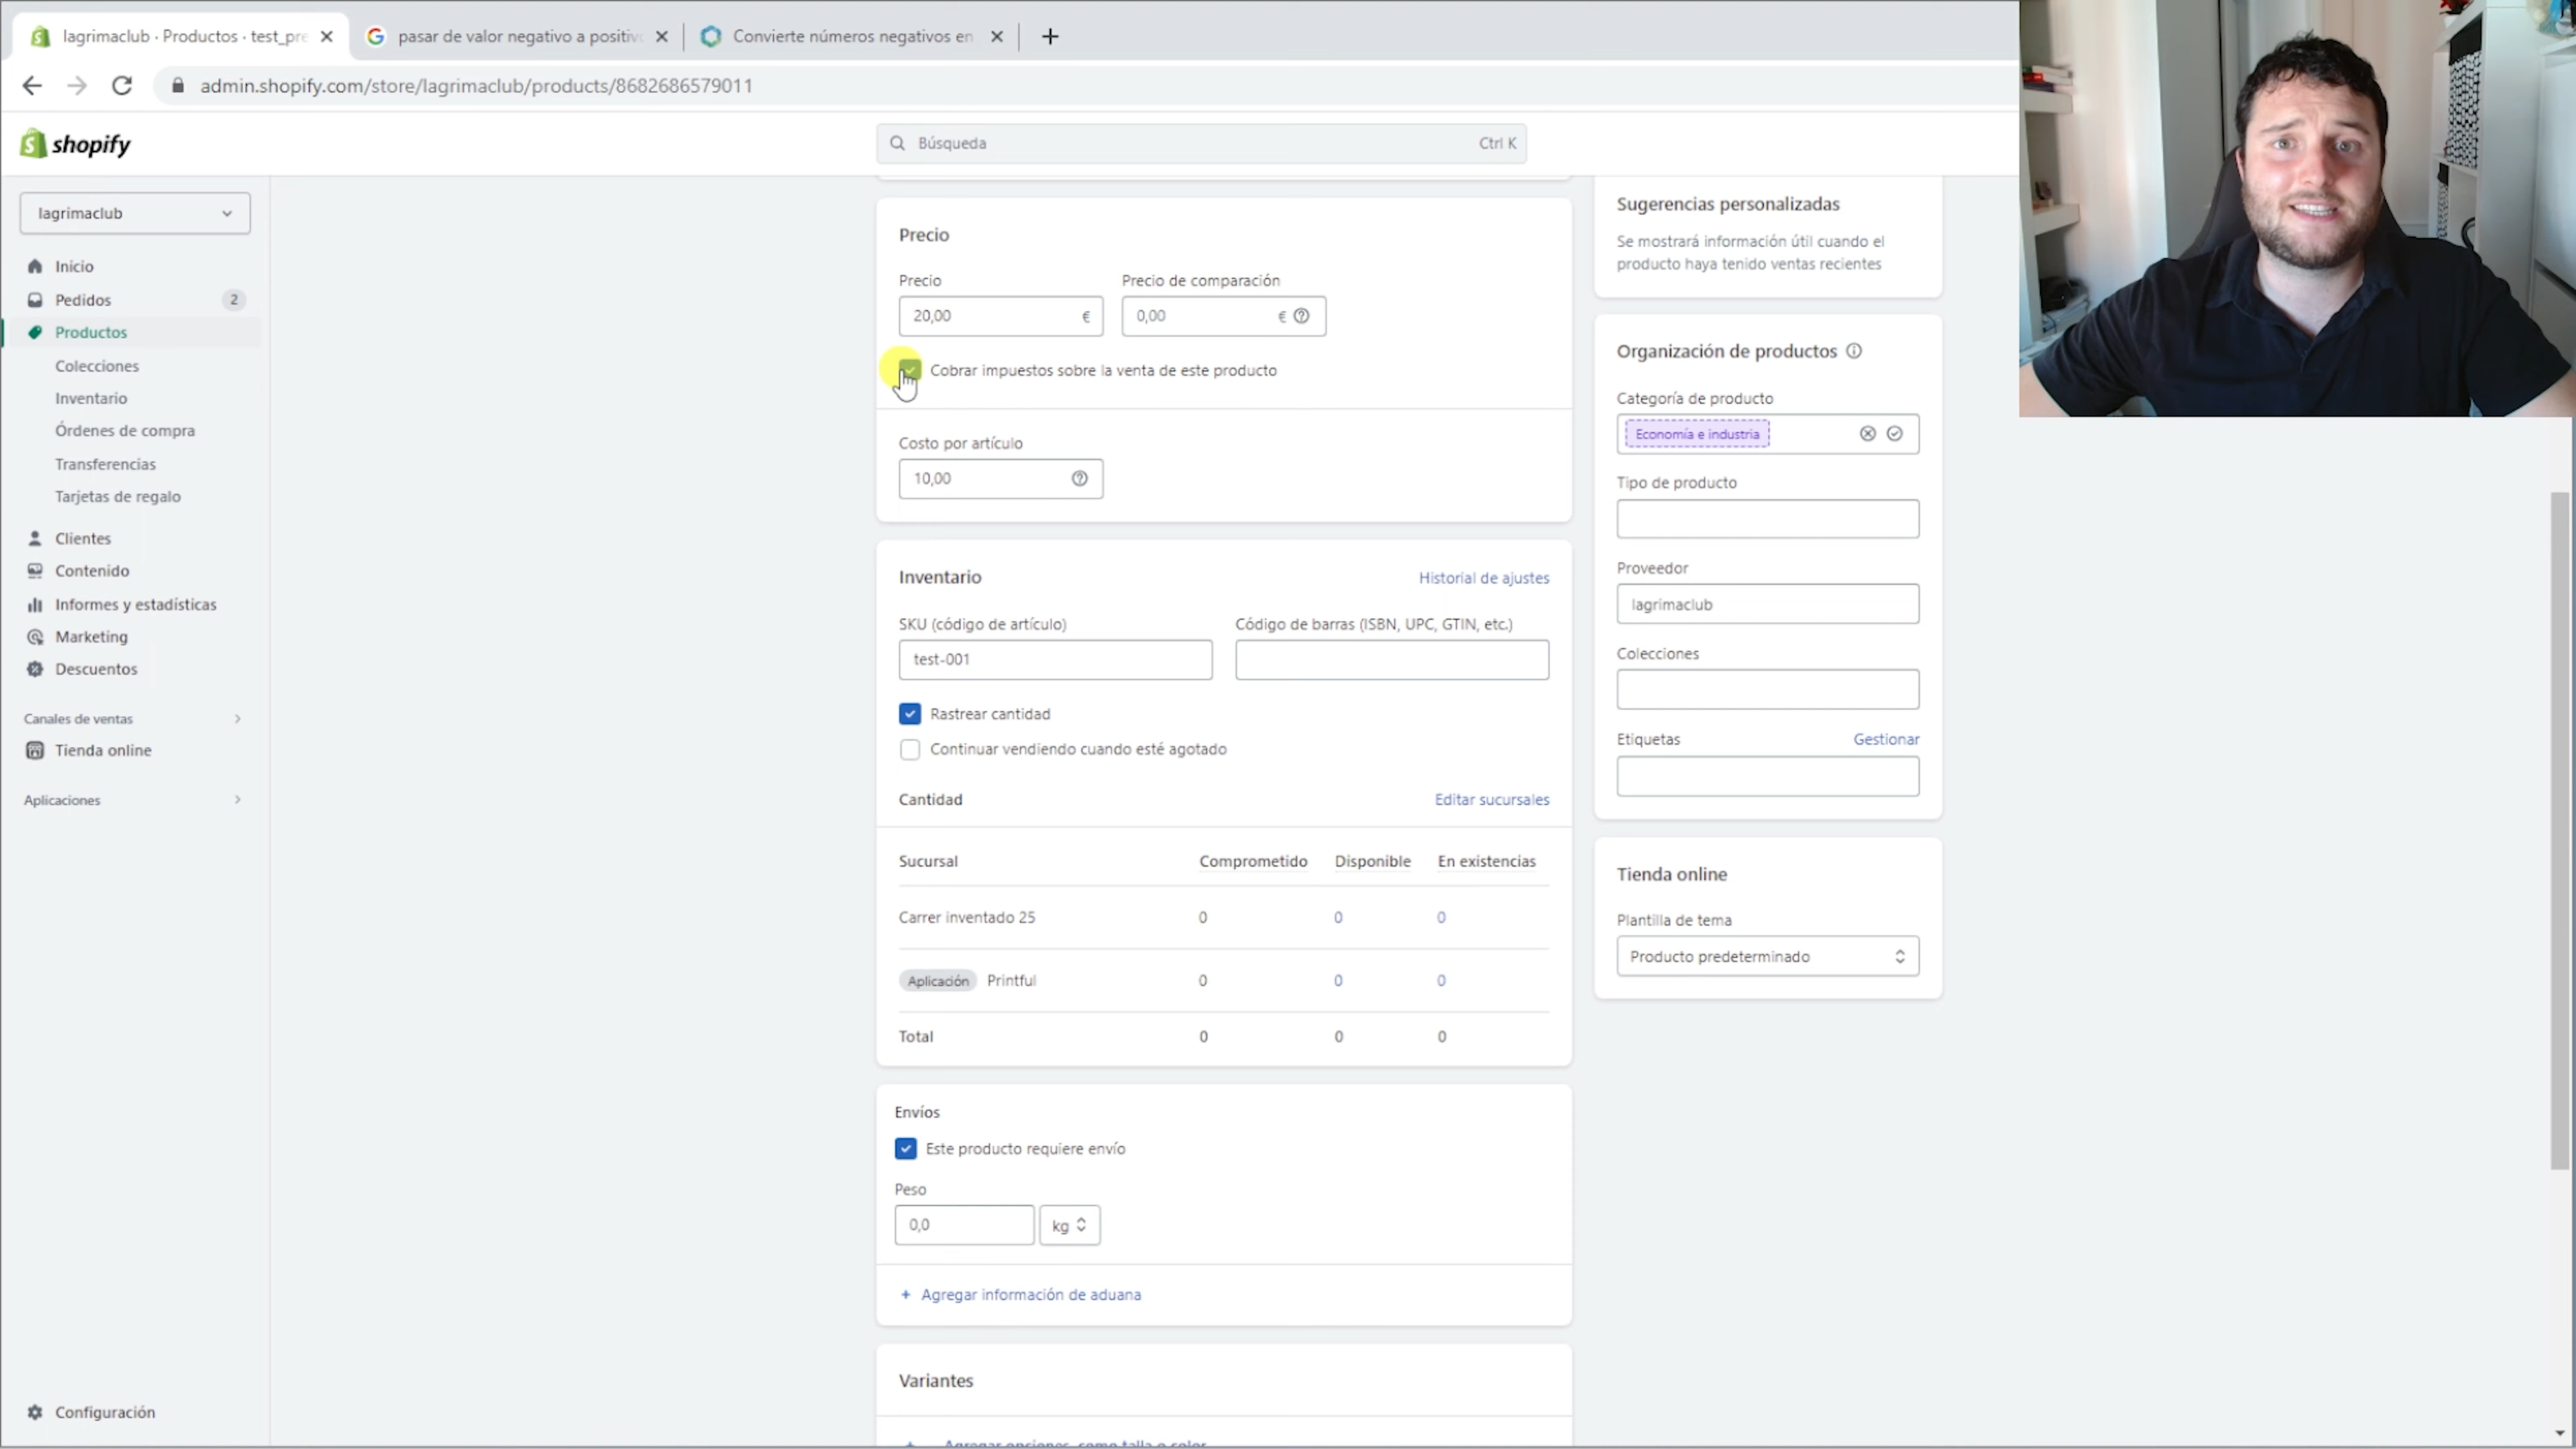 lagrimaclub · Productos · test_pre
pasar de valor negativo a positivo
Convierte números negativos en
admin.shopify.com/store/lagrimaclub/products/8682686579011
shopify
Búsqueda
Ctrl K
lagrimaclub
Inicio
Pedidos
2
Productos
Colecciones
Inventario
Órdenes de compra
Transferencias
Tarjetas de regalo
Clientes
Contenido
Informes y estadísticas
Marketing
Descuentos
Canales de ventas
Tienda online
Aplicaciones
Configuración
Precio
Precio
Precio de comparación
20,00 €
0,00 €
Cobrar impuestos sobre la venta de este producto
Costo por artículo
10,00
Inventario
Historial de ajustes
SKU (código de artículo)
Código de barras (ISBN, UPC, GTIN, etc.)
test-001
Rastrear cantidad
Continuar vendiendo cuando esté agotado
Cantidad
Editar sucursales
Sucursal Comprometido Disponible En existencias
Carrer inventado 25 0 0 0
Aplicación Printful 0 0 0
Total 0 0 0
Envíos
Este producto requiere envío
Peso
0,0
kg
+ Agregar información de aduana
Variantes
+ Agregar opciones, como talla o color
Sugerencias personalizadas
Se mostrará información útil cuando el
producto haya tenido ventas recientes
Organización de productos
Categoría de producto
Economía e industria
Tipo de producto
Proveedor
lagrimaclub
Colecciones
Etiquetas
Gestionar
Tienda online
Plantilla de tema
Producto predeterminado